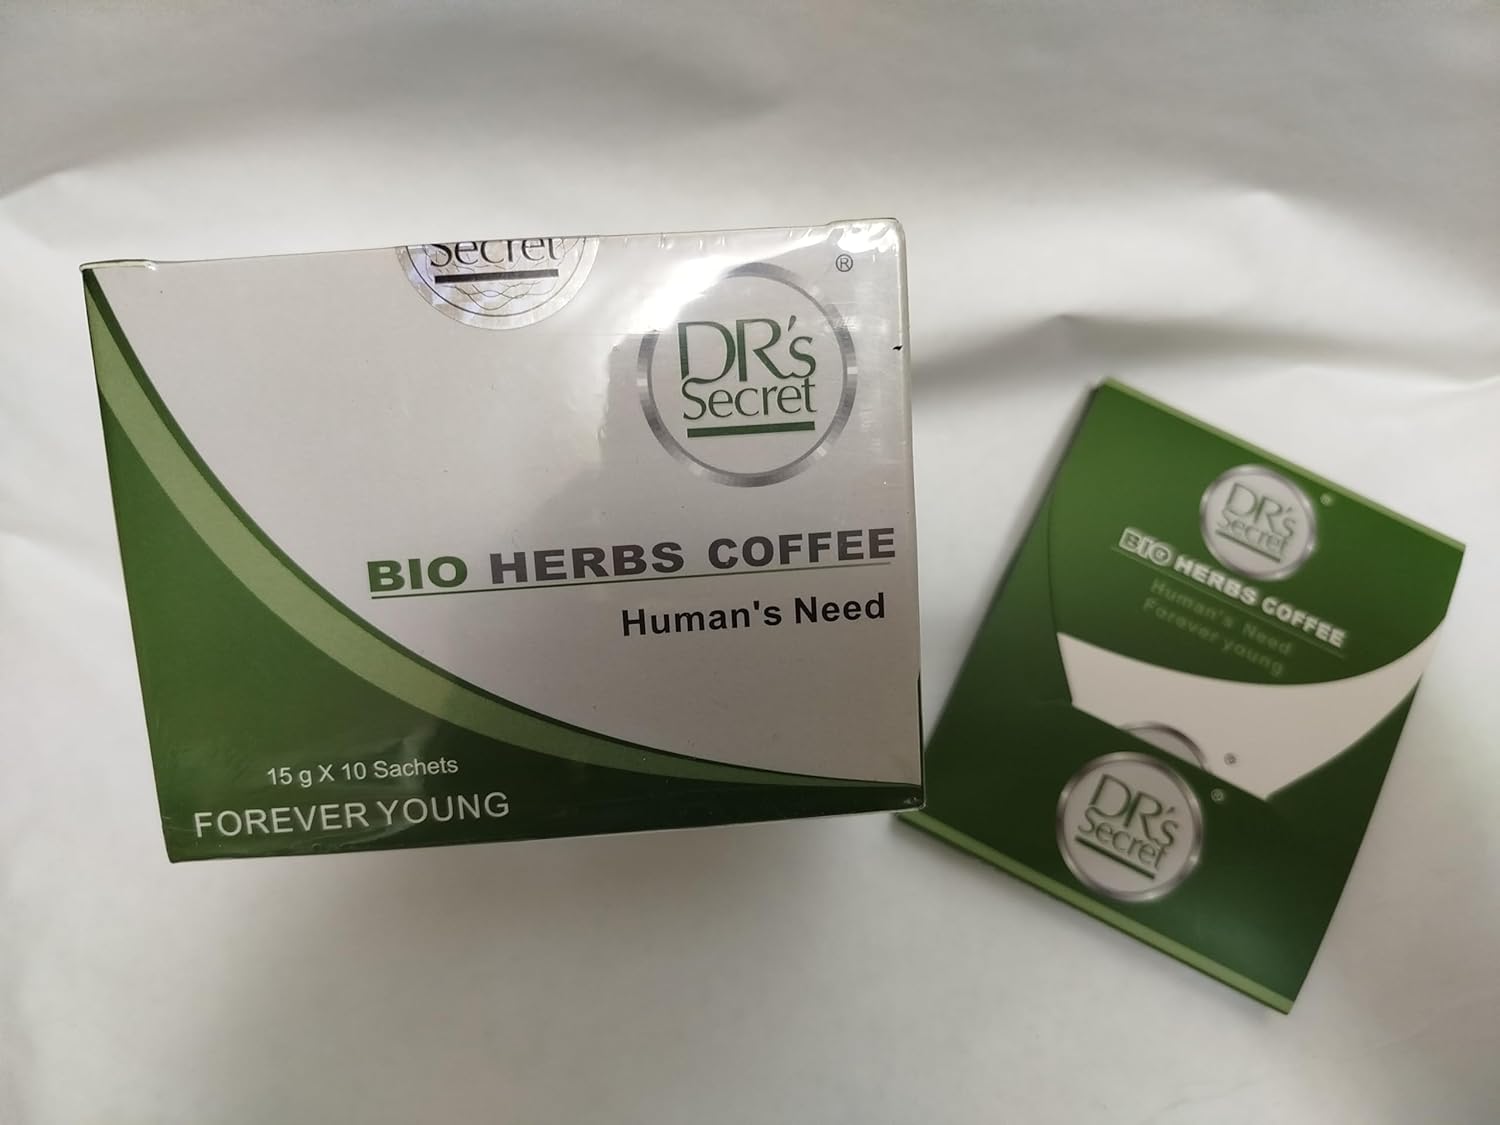 Secret
®
DR's
Secret
BIO HERBS COFFEE
Human's Need
15 g X 10 Sachets
FOREVER YOUNG
®
DR's
Secret
BIO HERBS COFFEE
Human's Need
Forever young
®
®
DR's
Secret